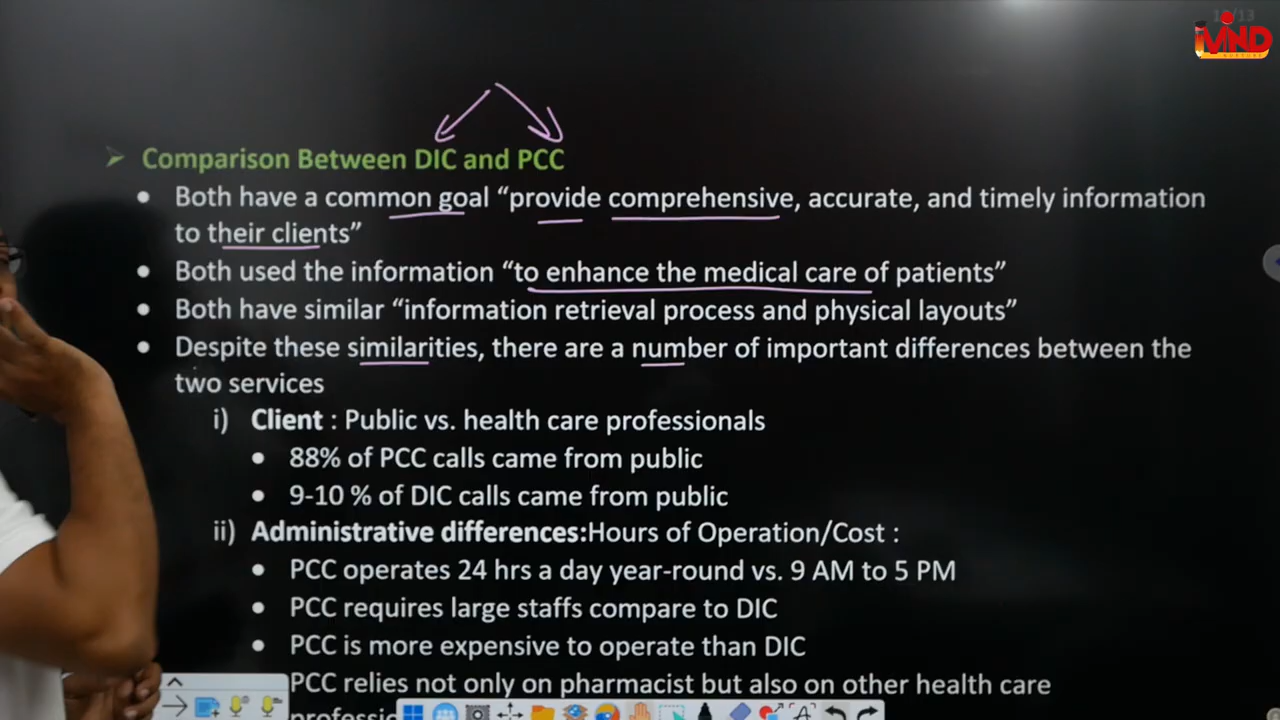 ➢ Comparison Between DIC and PCC
• Both have a common goal “provide comprehensive, accurate, and timely information
to their clients”
• Both used the information “to enhance the medical care of patients”
• Both have similar “information retrieval process and physical layouts”
• Despite these similarities, there are a number of important differences between the
two services
i) Client : Public vs. health care professionals
• 88% of PCC calls came from public
• 9-10 % of DIC calls came from public
ii) Administrative differences:Hours of Operation/Cost :
• PCC operates 24 hrs a day year-round vs. 9 AM to 5 PM
• PCC requires large staffs compare to DIC
• PCC is more expensive to operate than DIC
PCC relies not only on pharmacist but also on other health care